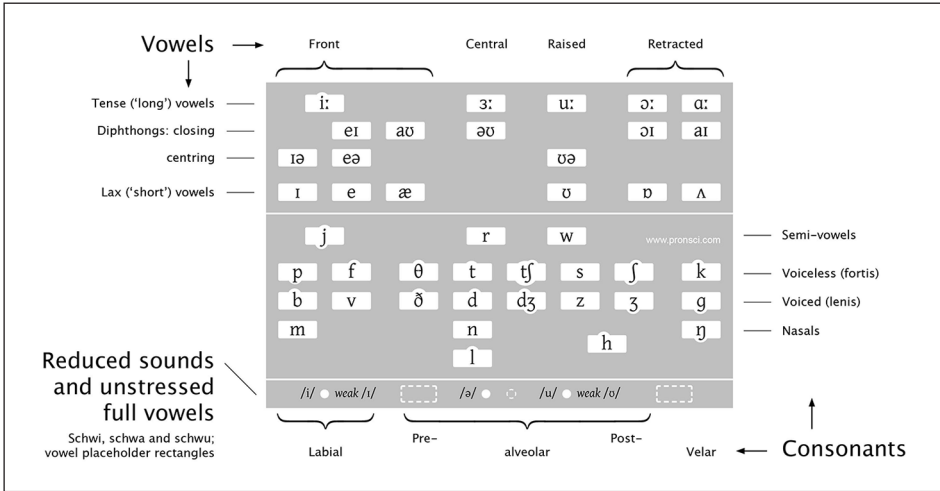 Vowels Front Central Raised Retracted
Tense (‘long’) vowels iː ɜː uː ɔː ɑː
Diphthongs: closing eɪ aʊ əʊ ɔɪ aɪ
centring ɪə eə ʊə
Lax (‘short’) vowels ɪ e æ ʊ ɒ ʌ
j r w www.pronsci.com Semi-vowels
p f θ t tʃ s ʃ k Voiceless (fortis)
b v ð d dʒ z ʒ g Voiced (lenis)
m n ŋ Nasals
h
l
Reduced sounds
and unstressed
full vowels
/i/ weak /ɪ/ /ə/ /u/ weak /ʊ/
Schwi, schwa and schwu;
vowel placeholder rectangles
Labial Pre- alveolar Post- Velar Consonants